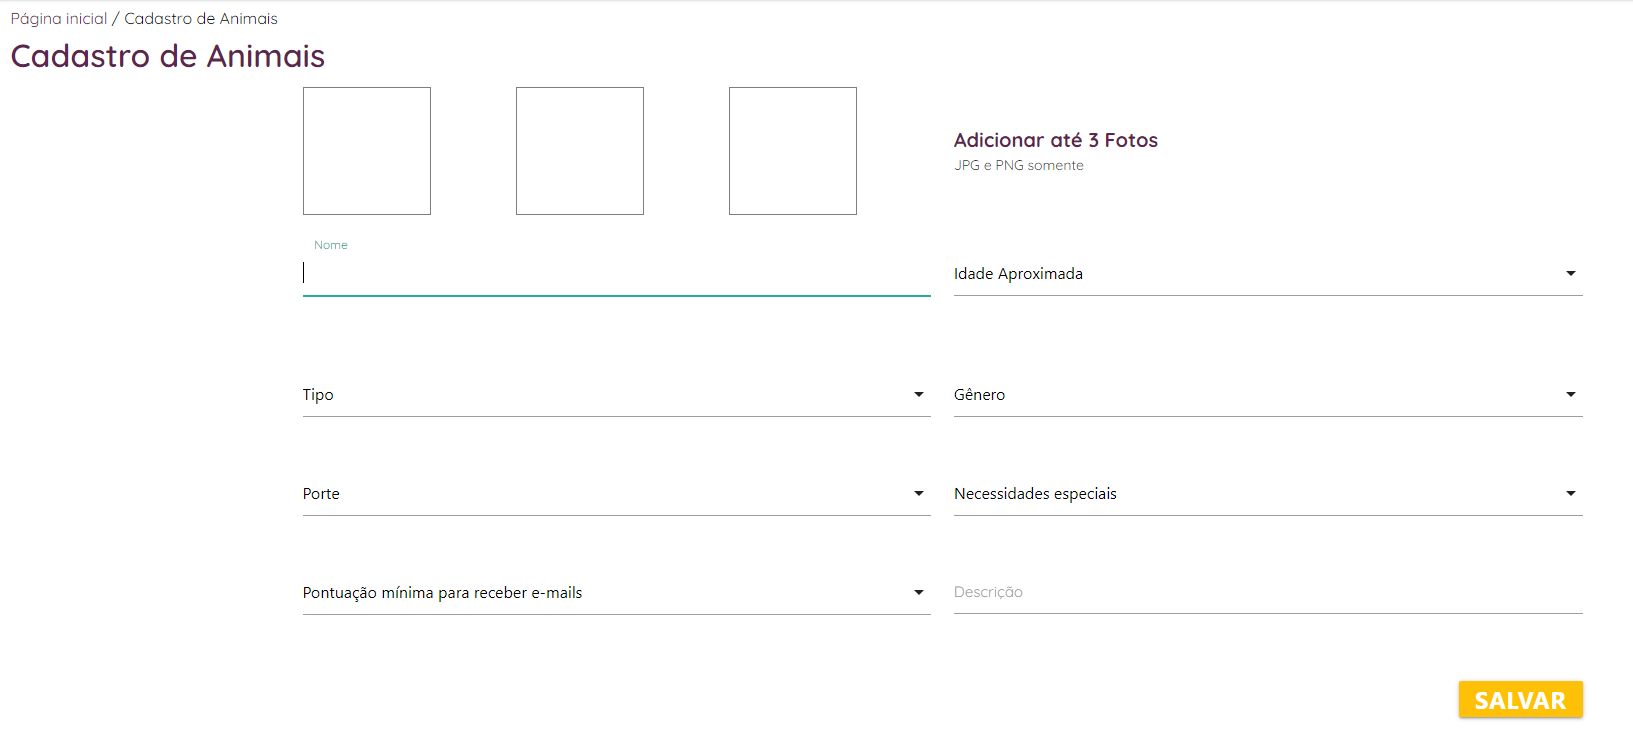 Página inicial / Cadastro de Animais
Cadastro de Animais
Adicionar até 3 Fotos
JPG e PNG somente
Nome
Idade Aproximada
Tipo
Gênero
Porte
Necessidades especiais
Pontuação mínima para receber e-mails
Descrição
SALVAR